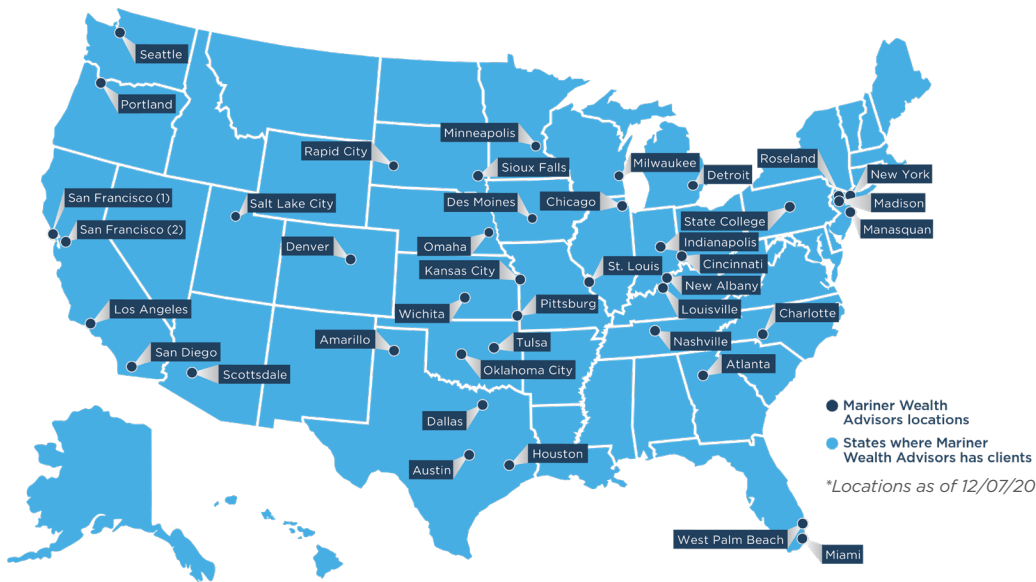 Seattle
Portland
Minneapolis
Rapid City
Sioux Falls
Milwaukee
Detroit
Roseland
New York
San Francisco (1)
Salt Lake City
Des Moines
Chicago
Madison
State College
Manasquan
San Francisco (2)
Denver
Omaha
Indianapolis
Kansas City
St. Louis
Cincinnati
New Albany
Los Angeles
Wichita
Pittsburg
Louisville
Charlotte
Amarillo
Tulsa
Nashville
San Diego
Scottsdale
Oklahoma City
Atlanta
Dallas
Austin
Houston
West Palm Beach
Miami
Mariner Wealth
Advisors locations
States where Mariner
Wealth Advisors has clients
*Locations as of 12/07/20